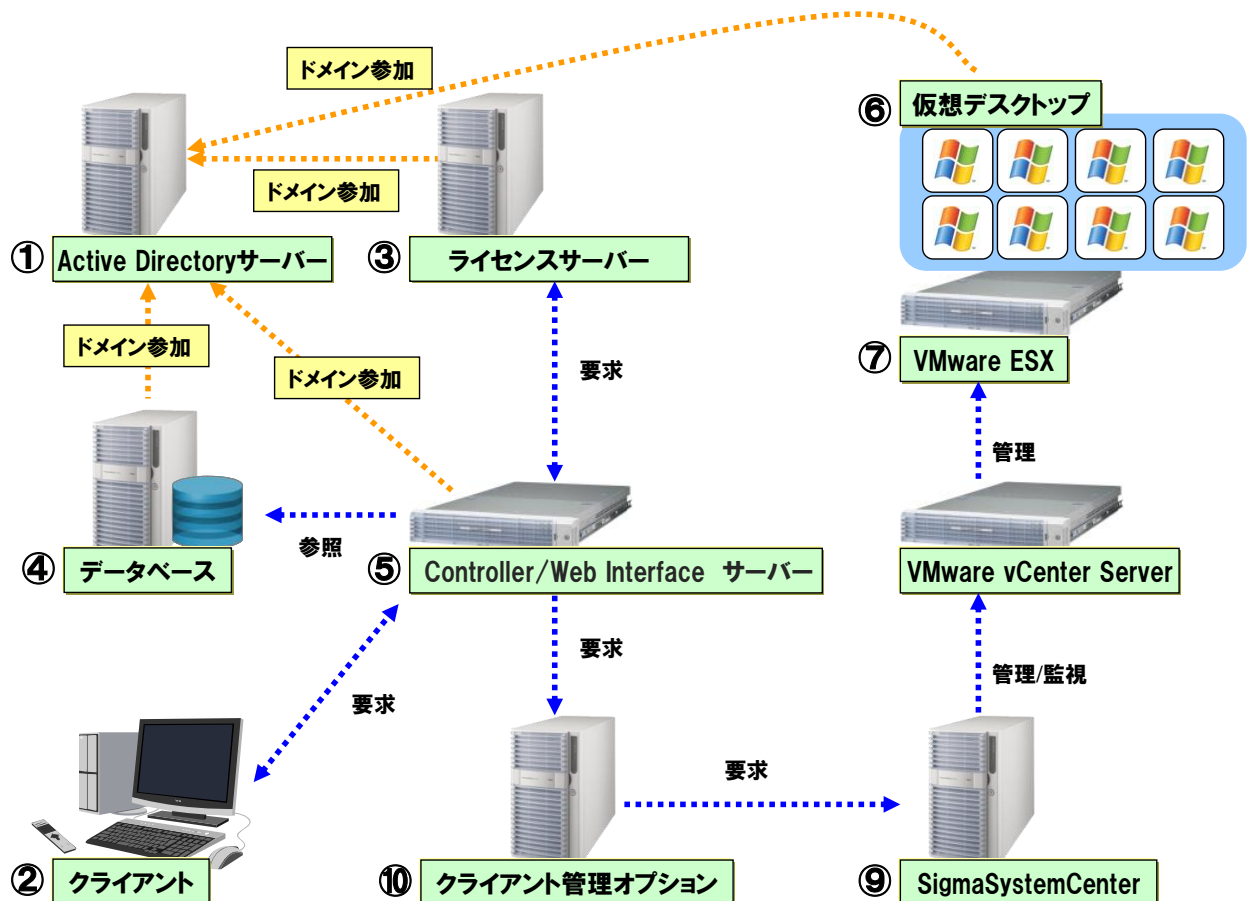 ドメイン参加
⑥ 仮想デスクトップ
ドメイン参加
① Active Directoryサーバー
③ ライセンスサーバー
ドメイン参加
ドメイン参加
要求
⑦ VMware ESX
管理
参照
④ データベース
⑤ Controller/Web Interface サーバー
VMware vCenter Server
要求
管理/監視
要求
要求
② クライアント
⑩ クライアント管理オプション
⑨ SigmaSystemCenter